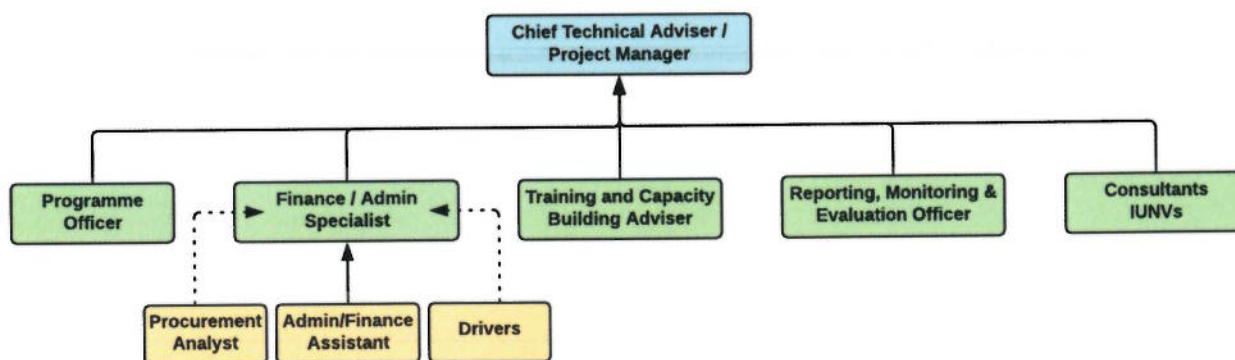 Chief Technical Adviser /
Project Manager
Programme
Officer
Finance / Admin
Specialist
Training and Capacity
Building Adviser
Reporting, Monitoring &
Evaluation Officer
Consultants
IUNVs
Procurement
Analyst
Admin/Finance
Assistant
Drivers